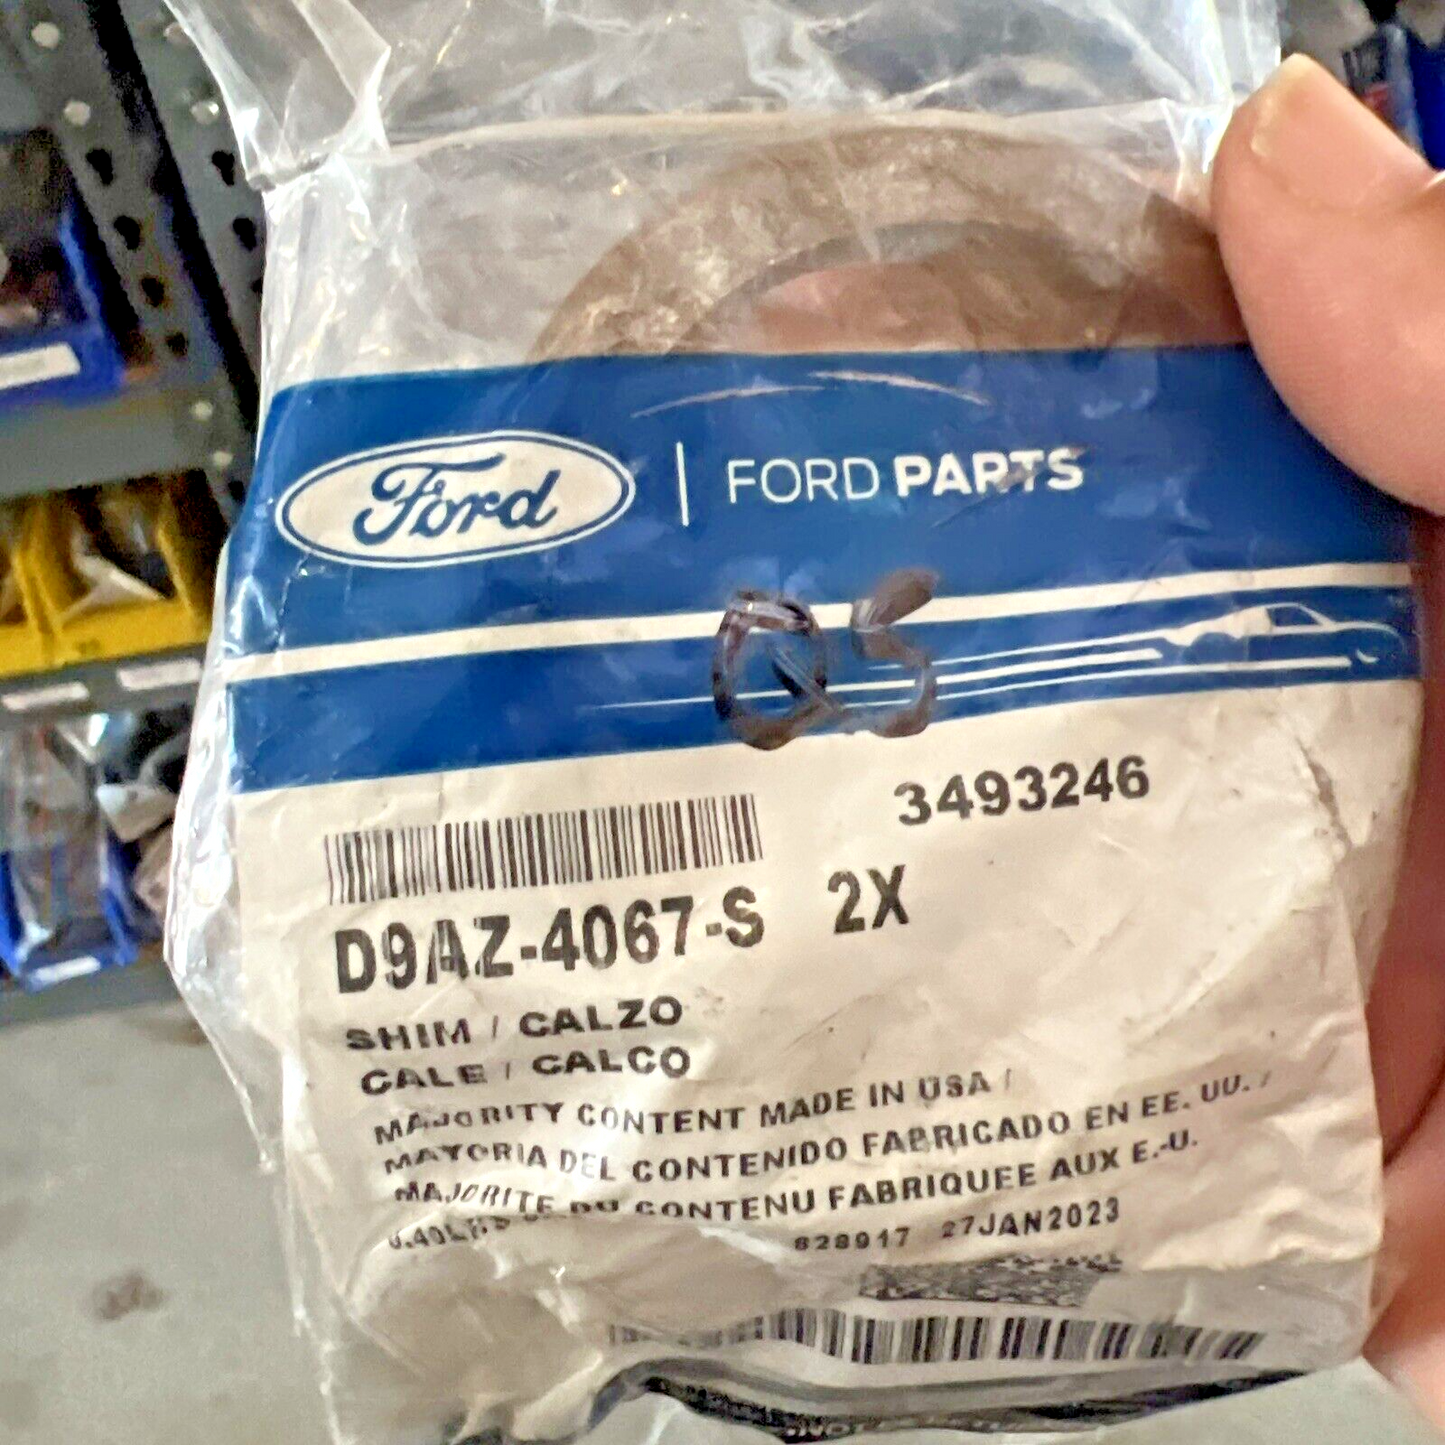 Ford | FORD PARTS
3493246
D9AZ-4067-S 2X
SHIM / CALZO
CALE / CALCO
MAJORITY CONTENT MADE IN USA /
MAYORIA DEL CONTENIDO FABRICADO EN EE. UU. /
MAJORITE DU CONTENU FABRIQUEE AUX E.-U.
628917 27JAN2023